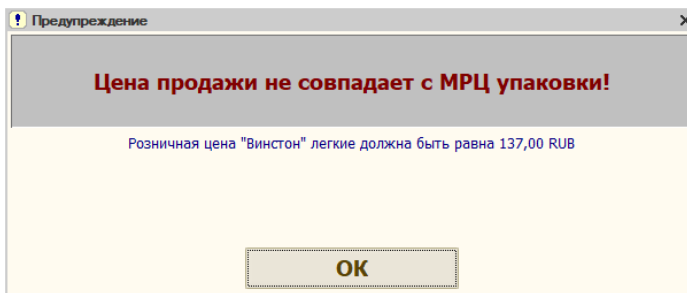 Предупреждение
Цена продажи не совпадает с МРЦ упаковки!
Розничная цена "Винстон" легкие должна быть равна 137,00 RUB
OK